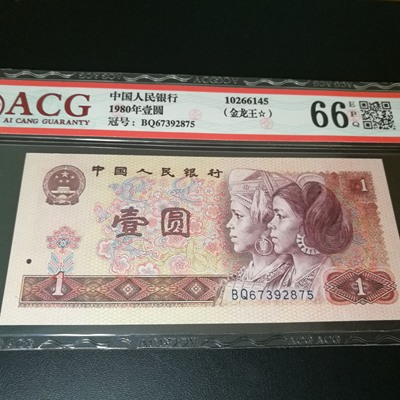 ACG
AI CANG GUARANTY
中国人民银行
1980年壹圆
冠号: BQ67392875
10266145
(金龙王☆)
66 EPQ
中国人民银行
壹圆
1
1
1
BQ67392875